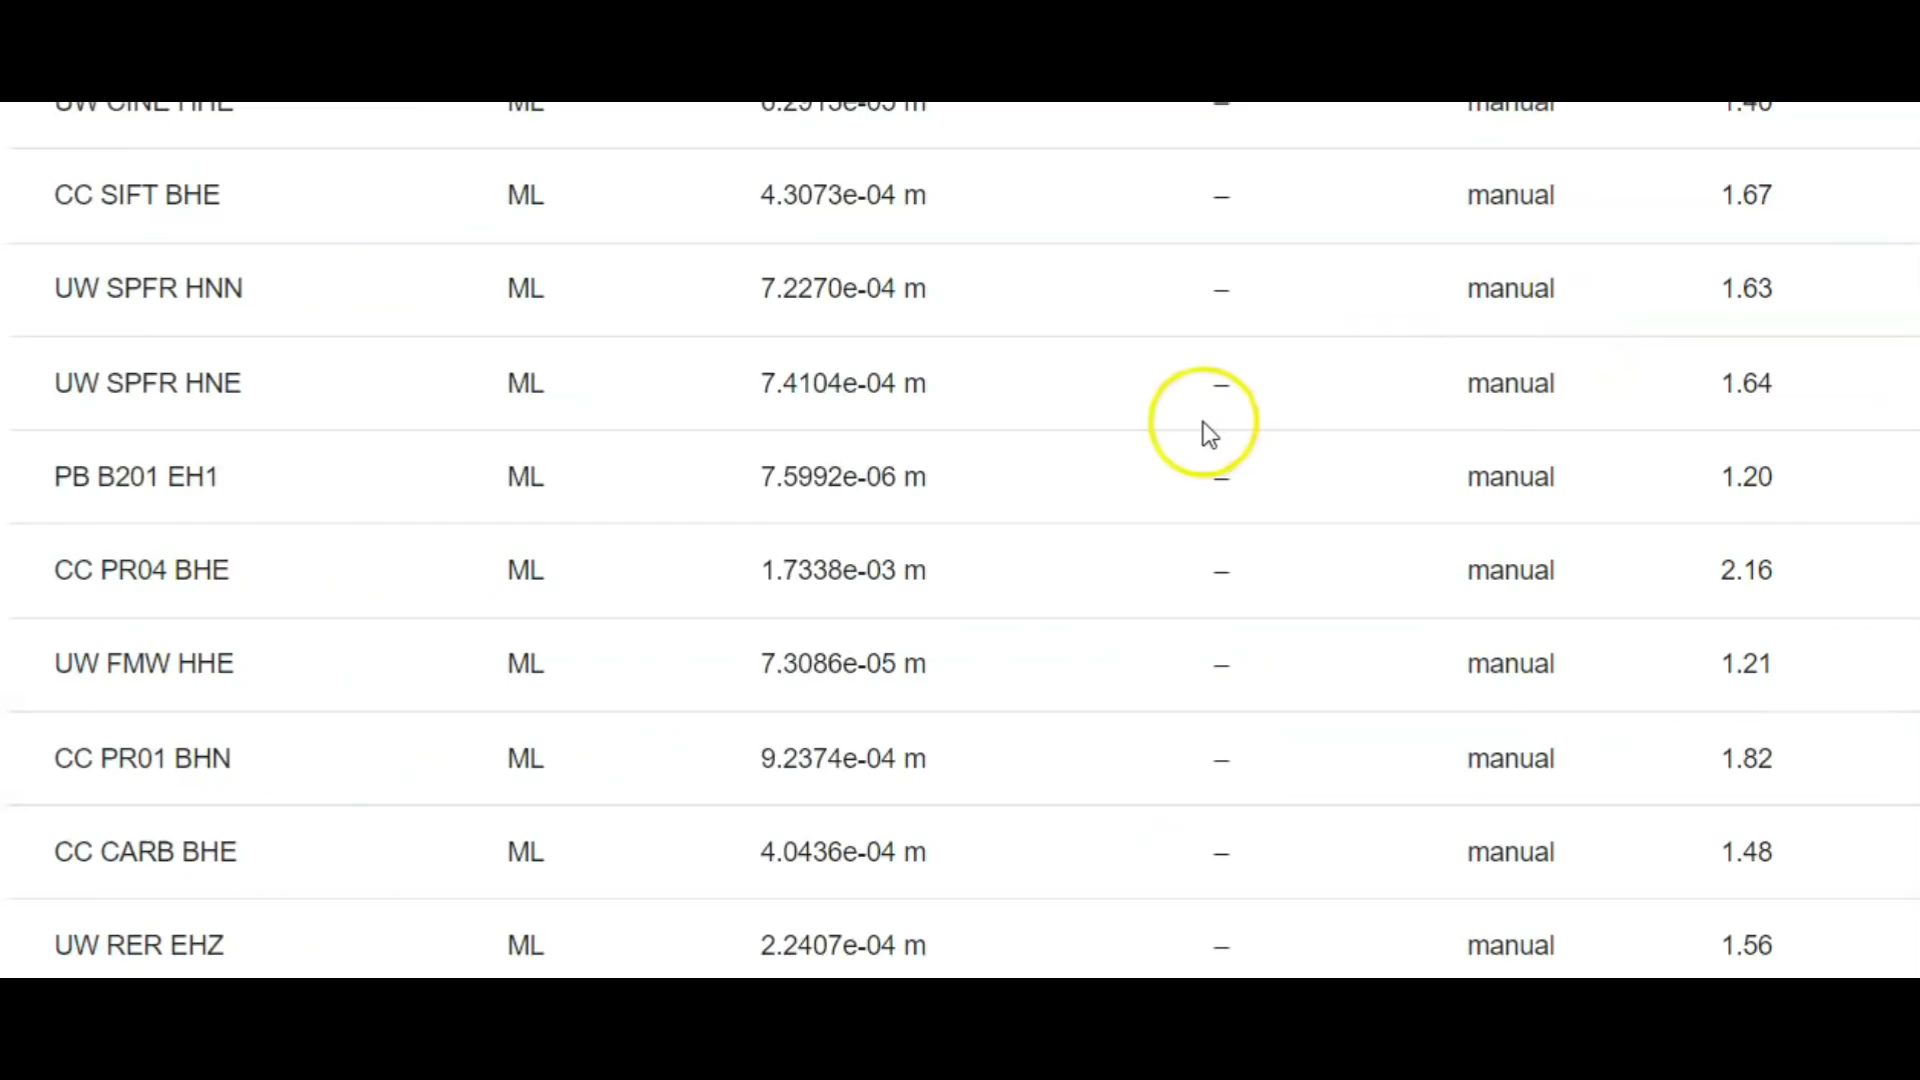 CC SIFT BHE ML 4.3073e-04 m – manual 1.67
UW SPFR HNN ML 7.2270e-04 m – manual 1.63
UW SPFR HNE ML 7.4104e-04 m – manual 1.64
PB B201 EH1 ML 7.5992e-06 m – manual 1.20
CC PR04 BHE ML 1.7338e-03 m – manual 2.16
UW FMW HHE ML 7.3086e-05 m – manual 1.21
CC PR01 BHN ML 9.2374e-04 m – manual 1.82
CC CARB BHE ML 4.0436e-04 m – manual 1.48
UW RER EHZ ML 2.2407e-04 m – manual 1.56